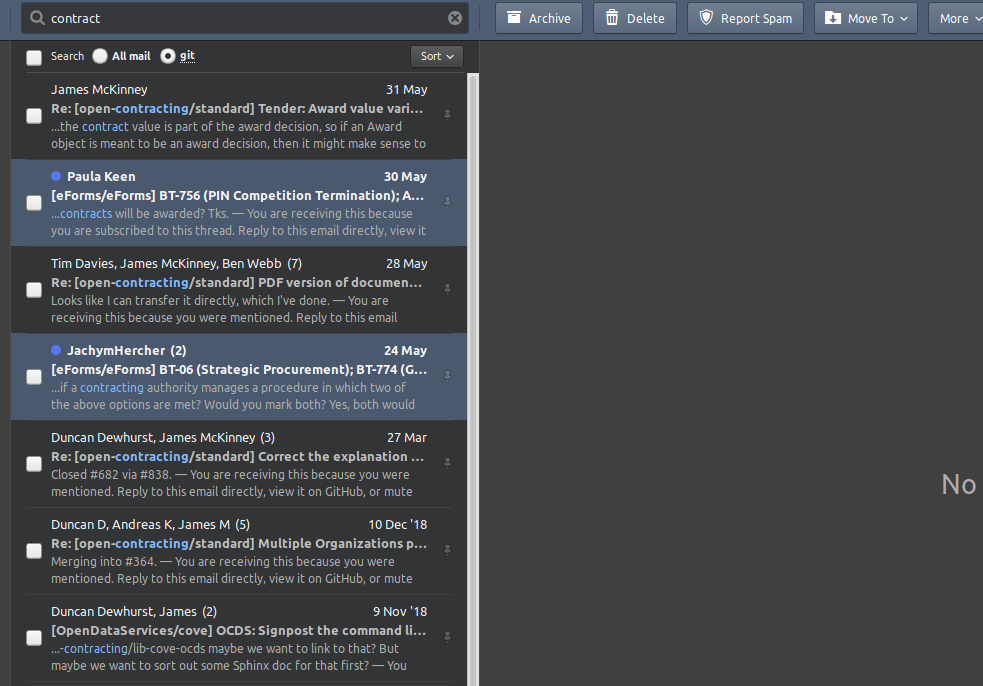 contract
Archive
Delete
Report Spam
Move To
More
Search All mail git
Sort
James McKinney 31 May
Re: [open-contracting/standard] Tender: Award value vari...
...the contract value is part of the award decision, so if an Award
object is meant to be an award decision, then it might make sense to
Paula Keen 30 May
[eForms/eForms] BT-756 (PIN Competition Termination); A...
...contracts will be awarded? Tks. — You are receiving this because
you are subscribed to this thread. Reply to this email directly, view it
Tim Davies, James McKinney, Ben Webb (7) 28 May
Re: [open-contracting/standard] PDF version of documen...
Looks like I can transfer it directly, which I've done. — You are
receiving this because you were mentioned. Reply to this email
JachymHercher (2) 24 May
[eForms/eForms] BT-06 (Strategic Procurement); BT-774 (G...
...if a contracting authority manages a procedure in which two of
the above options are met? Would you mark both? Yes, both would
Duncan Dewhurst, James McKinney (3) 27 Mar
Re: [open-contracting/standard] Correct the explanation ...
Closed #682 via #838. — You are receiving this because you were
mentioned. Reply to this email directly, view it on GitHub, or mute
Duncan D, Andreas K, James M (5) 10 Dec '18
Re: [open-contracting/standard] Multiple Organizations p...
Merging into #364. — You are receiving this because you were
mentioned. Reply to this email directly, view it on GitHub, or mute
Duncan Dewhurst, James (2) 9 Nov '18
[OpenDataServices/cove] OCDS: Signpost the command li...
...-contracting/lib-cove-ocds maybe we want to link to that? But
maybe we want to sort out some Sphinx doc for that first? — You
No